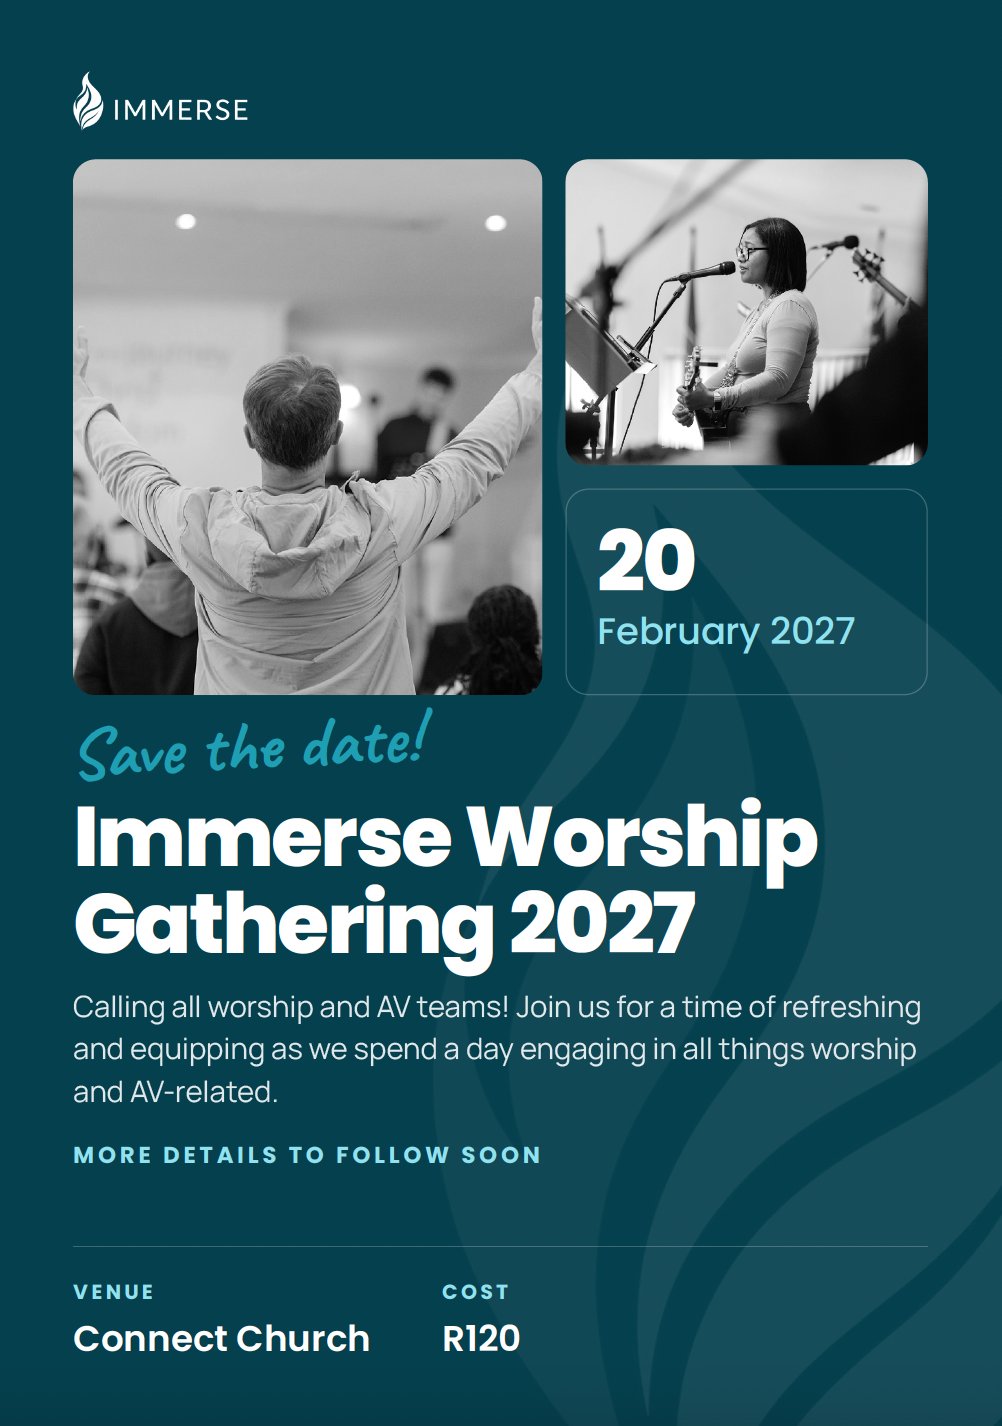 IMMERSE
20
February 2027
Save the date!
Immerse Worship
Gathering 2027
Calling all worship and AV teams! Join us for a time of refreshing
and equipping as we spend a day engaging in all things worship
and AV-related.
MORE DETAILS TO FOLLOW SOON
VENUE
Connect Church
COST
R120